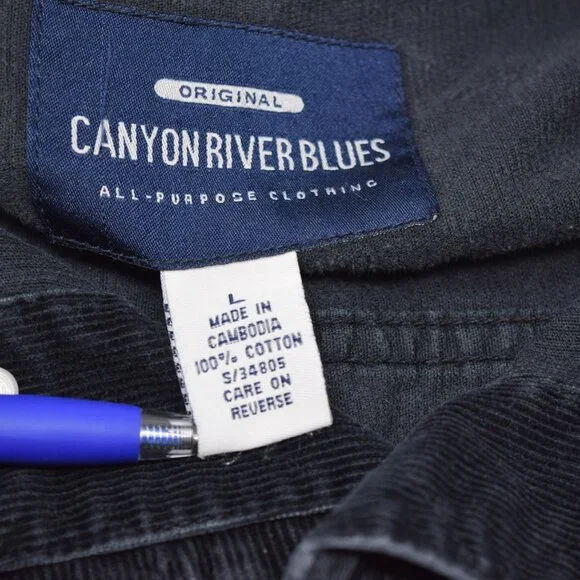 ORIGINAL
CANYON RIVER BLUES
ALL-PURPOSE CLOTHING
L
MADE IN
CAMBODIA
100% COTTON
S/34805
CARE ON
REVERSE